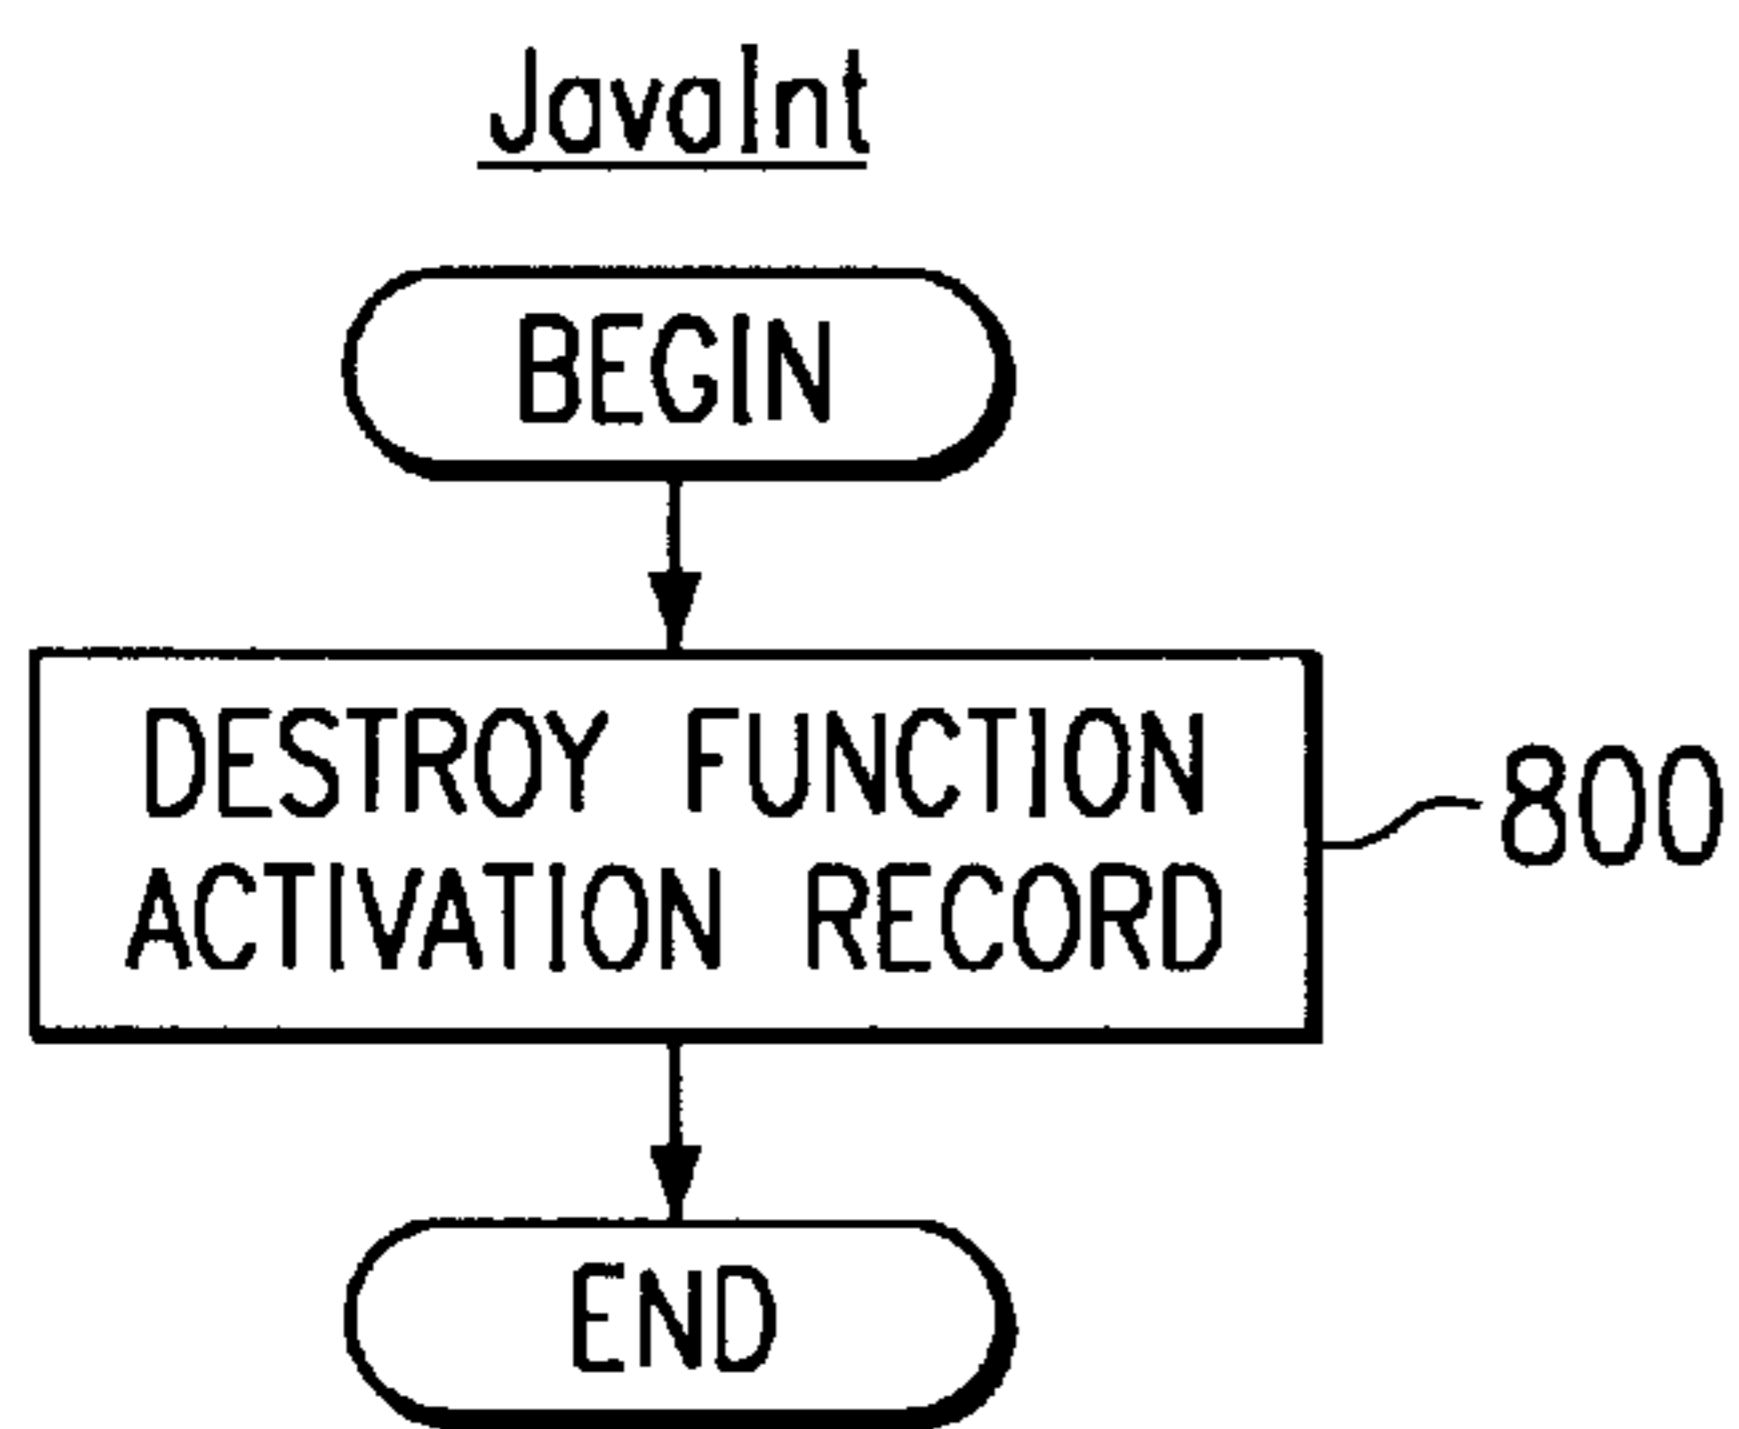 JavaInt
BEGIN
DESTROY FUNCTION
ACTIVATION RECORD
800
END